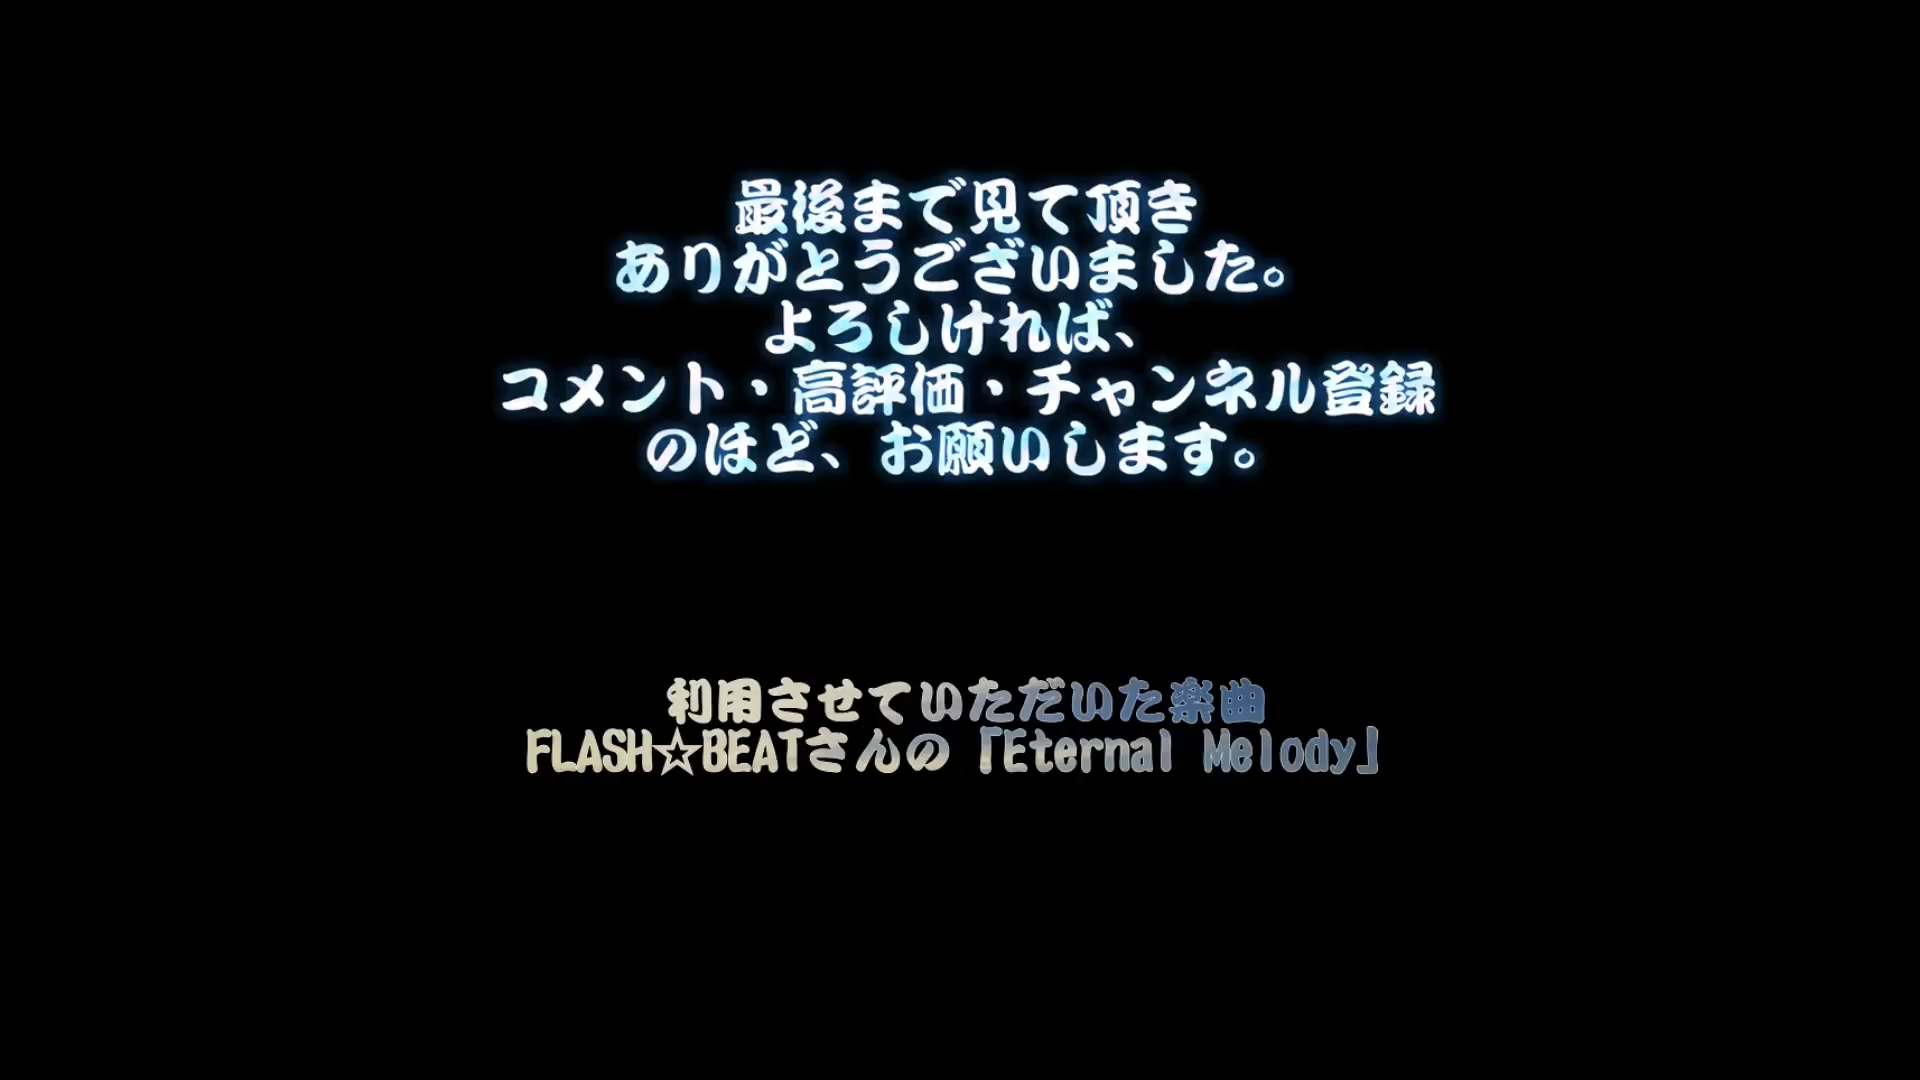 最後まで見て頂き
ありがとうございました。
よろしければ、
コメント・高評価・チャンネル登録
のほど、お願いします。
利用させていただいた楽曲
FLASH☆BEATさんの「Eternal Melody」